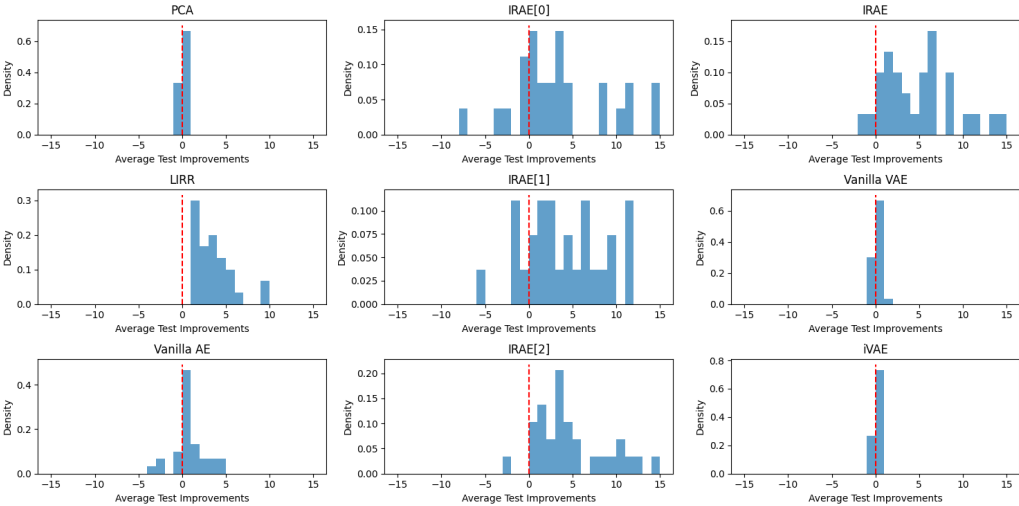 PCA
Density
0.6
0.4
0.2
0.0
−15 −10 −5 0 5 10 15
Average Test Improvements
IRAE[0]
Density
0.15
0.10
0.05
0.00
−15 −10 −5 0 5 10 15
Average Test Improvements
IRAE
Density
0.15
0.10
0.05
0.00
−15 −10 −5 0 5 10 15
Average Test Improvements
LIRR
Density
0.3
0.2
0.1
0.0
−15 −10 −5 0 5 10 15
Average Test Improvements
IRAE[1]
Density
0.100
0.075
0.050
0.025
0.000
−15 −10 −5 0 5 10 15
Average Test Improvements
Vanilla VAE
Density
0.6
0.4
0.2
0.0
−15 −10 −5 0 5 10 15
Average Test Improvements
Vanilla AE
Density
0.4
0.2
0.0
−15 −10 −5 0 5 10 15
Average Test Improvements
IRAE[2]
Density
0.20
0.15
0.10
0.05
0.00
−15 −10 −5 0 5 10 15
Average Test Improvements
iVAE
Density
0.8
0.6
0.4
0.2
0.0
−15 −10 −5 0 5 10 15
Average Test Improvements